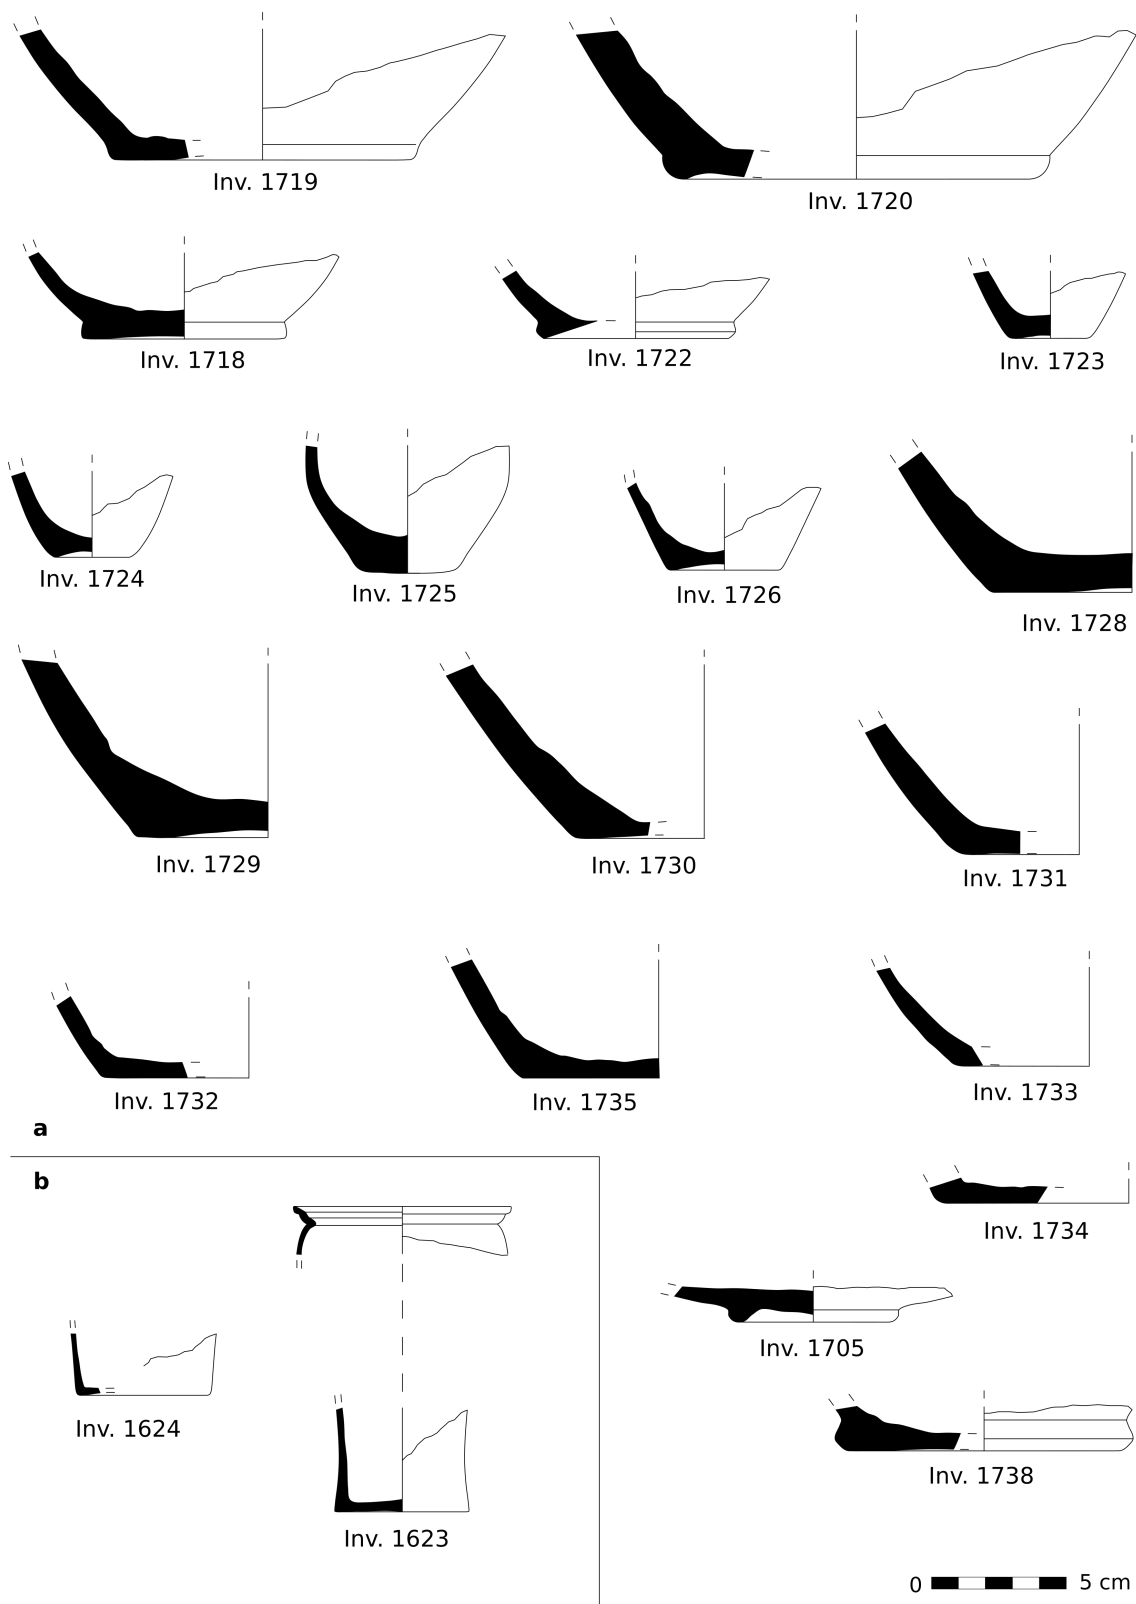 Inv. 1719
Inv. 1720
Inv. 1718
Inv. 1722
Inv. 1723
Inv. 1724
Inv. 1725
Inv. 1726
Inv. 1728
Inv. 1729
Inv. 1730
Inv. 1731
Inv. 1732
Inv. 1735
Inv. 1733
a
b
Inv. 1734
Inv. 1705
Inv. 1624
Inv. 1738
Inv. 1623
0 5 cm